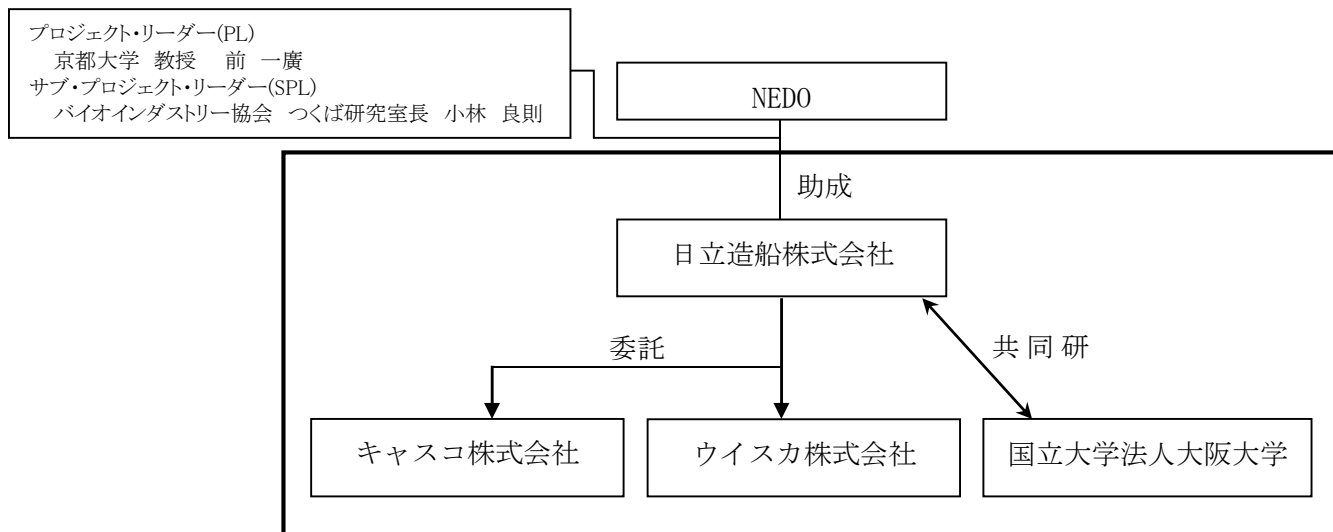 プロジェクト・リーダー(PL)
京都大学 教授 前 一廣
サブ・プロジェクト・リーダー(SPL)
バイオインダストリー協会 つくば研究室長 小林 良則
NEDO
助成
日立造船株式会社
委託
共同研
キャスコ株式会社
ウイスカ株式会社
国立大学法人大阪大学